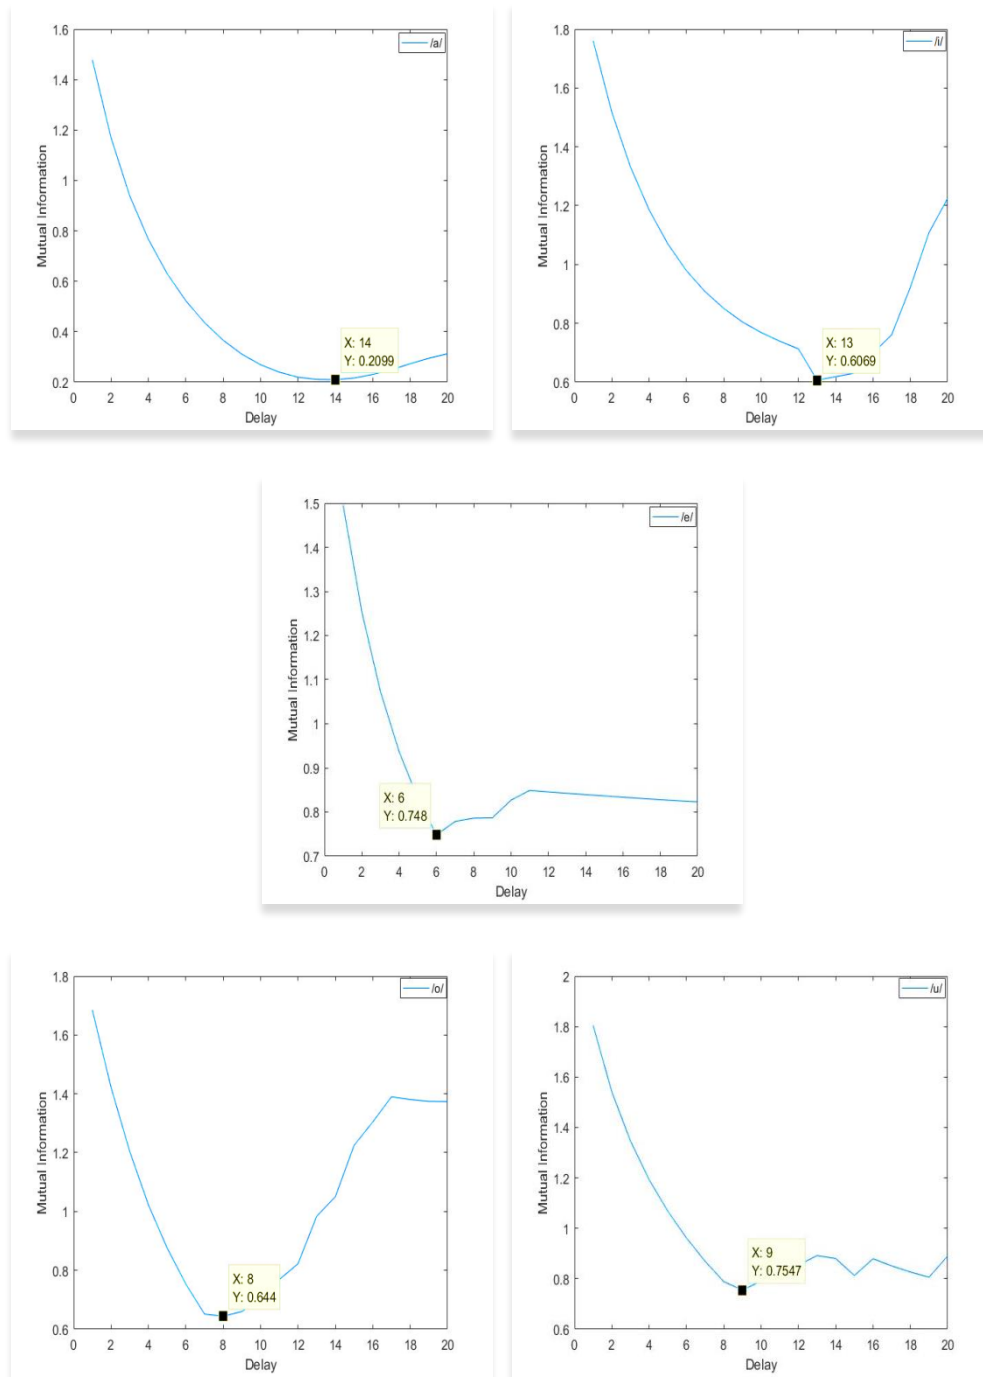 /a/
1.6
1.4
1.2
1
0.8
0.6
0.4
0.2
Mutual Information
X: 14
Y: 0.2099
0 2 4 6 8 10 12 14 16 18 20
Delay
/i/
1.8
1.6
1.4
1.2
1
0.8
0.6
Mutual Information
X: 13
Y: 0.6069
0 2 4 6 8 10 12 14 16 18 20
Delay
/e/
1.5
1.4
1.3
1.2
1.1
1
0.9
0.8
0.7
Mutual Information
X: 6
Y: 0.748
0 2 4 6 8 10 12 14 16 18 20
Delay
/o/
1.8
1.6
1.4
1.2
1
0.8
0.6
Mutual Information
X: 8
Y: 0.644
0 2 4 6 8 10 12 14 16 18 20
Delay
/u/
2
1.8
1.6
1.4
1.2
1
0.8
0.6
Mutual Information
X: 9
Y: 0.7547
0 2 4 6 8 10 12 14 16 18 20
Delay